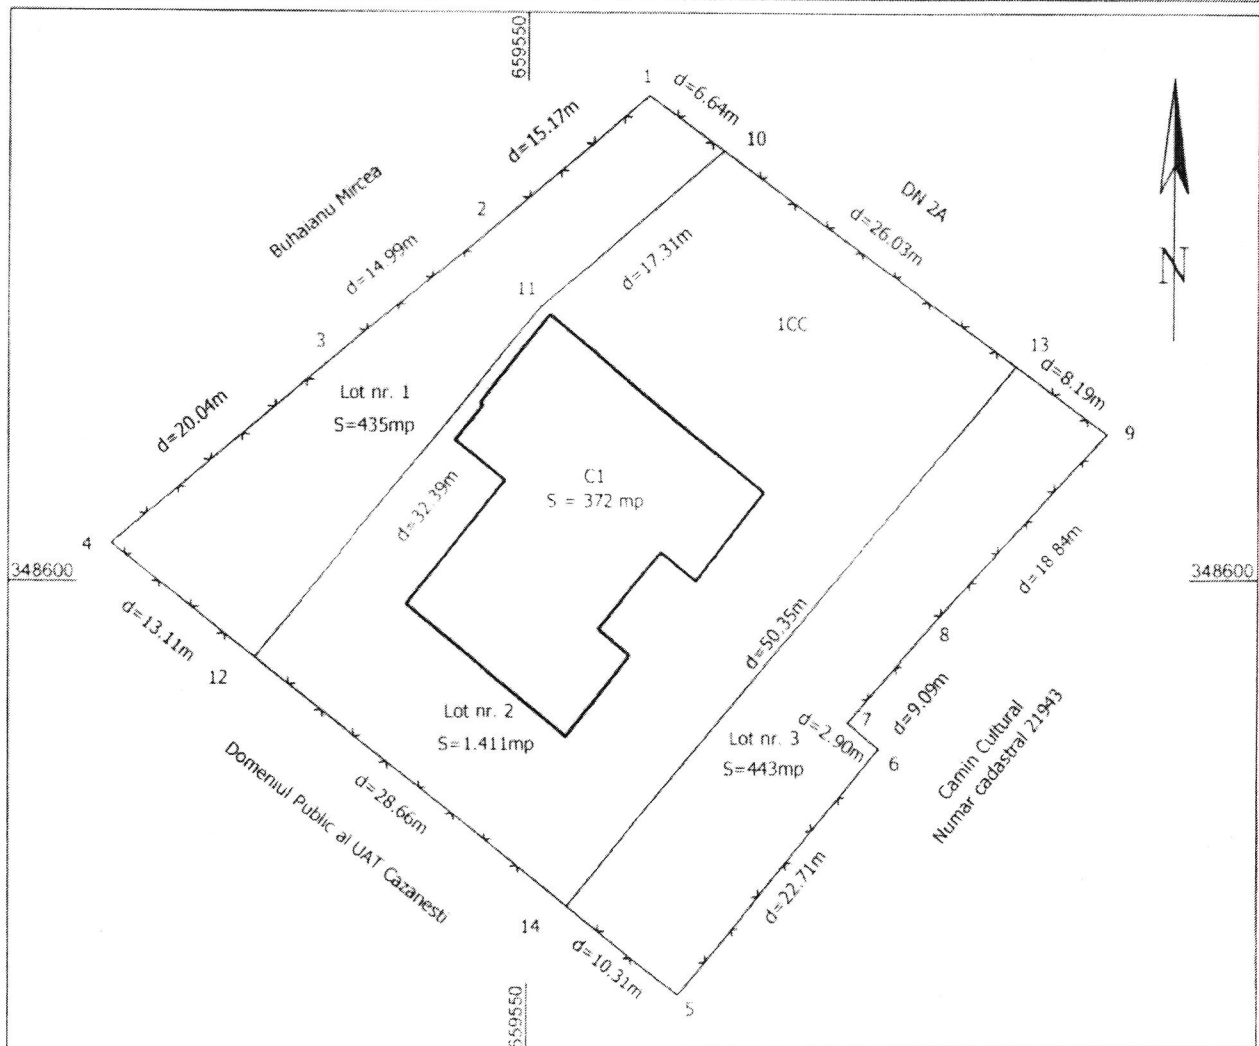 659550
1
d=6.64m
10
d=15.17m
Buhaianu Mircea
2
DN 2A
d=26.03m
d=14.99m
d=17.31m
N
11
3
1CC
13
d=8.19m
9
Lot nr. 1
S=435mp
d=20.04m
C1
S = 372 mp
d=32.39m
4
348600
348600
d=18.84m
d=13.11m
8
d=50.35m
12
Lot nr. 2
S=1.411mp
7
d=9.09m
d=2.90m
6
Lot nr. 3
S=443mp
Camin Cultural
Numar cadastral 21943
Domeniul Public al UAT Cazanesti
d=28.66m
d=22.71m
14
d=10.31m
5
659550